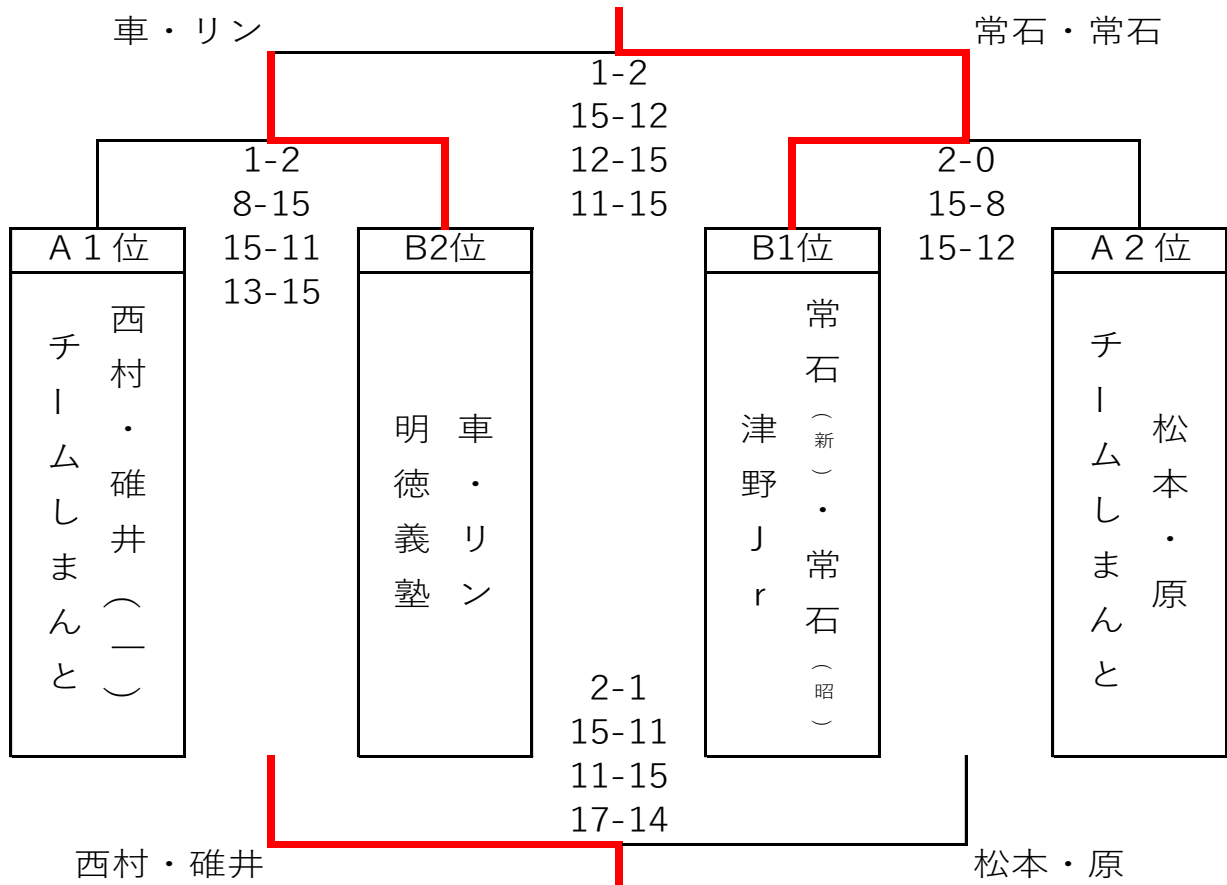 車・リン
常石・常石
1-2
15-12
12-15
11-15
1-2
8-15
15-11
13-15
2-0
15-8
15-12
A１位
B2位
B1位
A２位
西村・碓井（一）
チームしまんと
車・リン
明徳義塾
常石（新）・常石（昭）
津野Jr
松本・原
チームしまんと
2-1
15-11
11-15
17-14
西村・碓井
松本・原